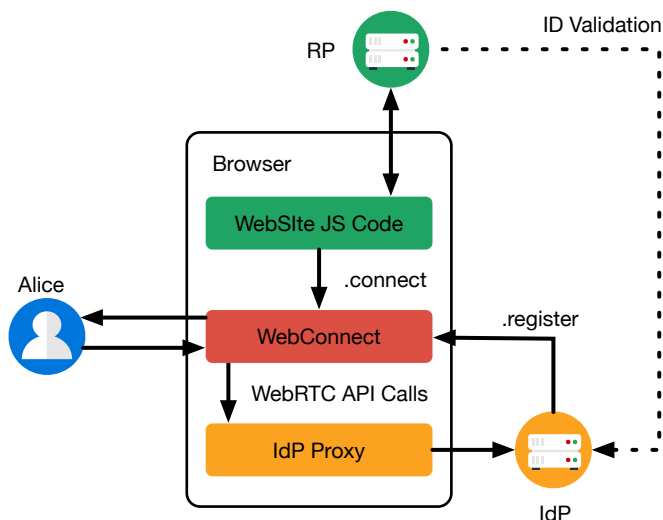 ID Validation
RP
Browser
WebSIte JS Code
.connect
Alice
.register
WebConnect
WebRTC API Calls
IdP Proxy
IdP